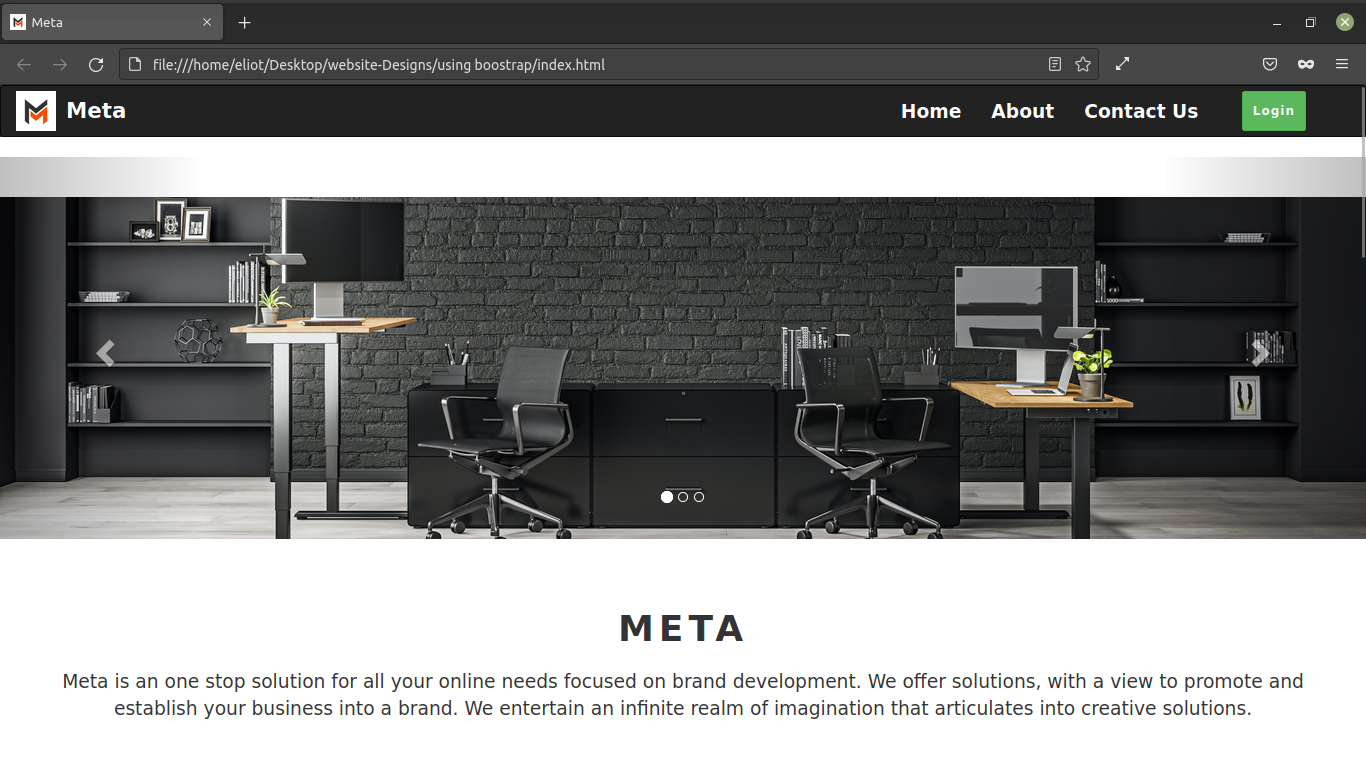 Meta
file:///home/eliot/Desktop/website-Designs/using boostrap/index.html
Meta Home About Contact Us Login
META
Meta is an one stop solution for all your online needs focused on brand development. We offer solutions, with a view to promote and
establish your business into a brand. We entertain an infinite realm of imagination that articulates into creative solutions.